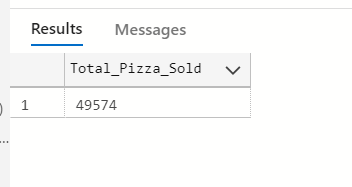 Results Messages
Total_Pizza_Sold
1 49574
)
...